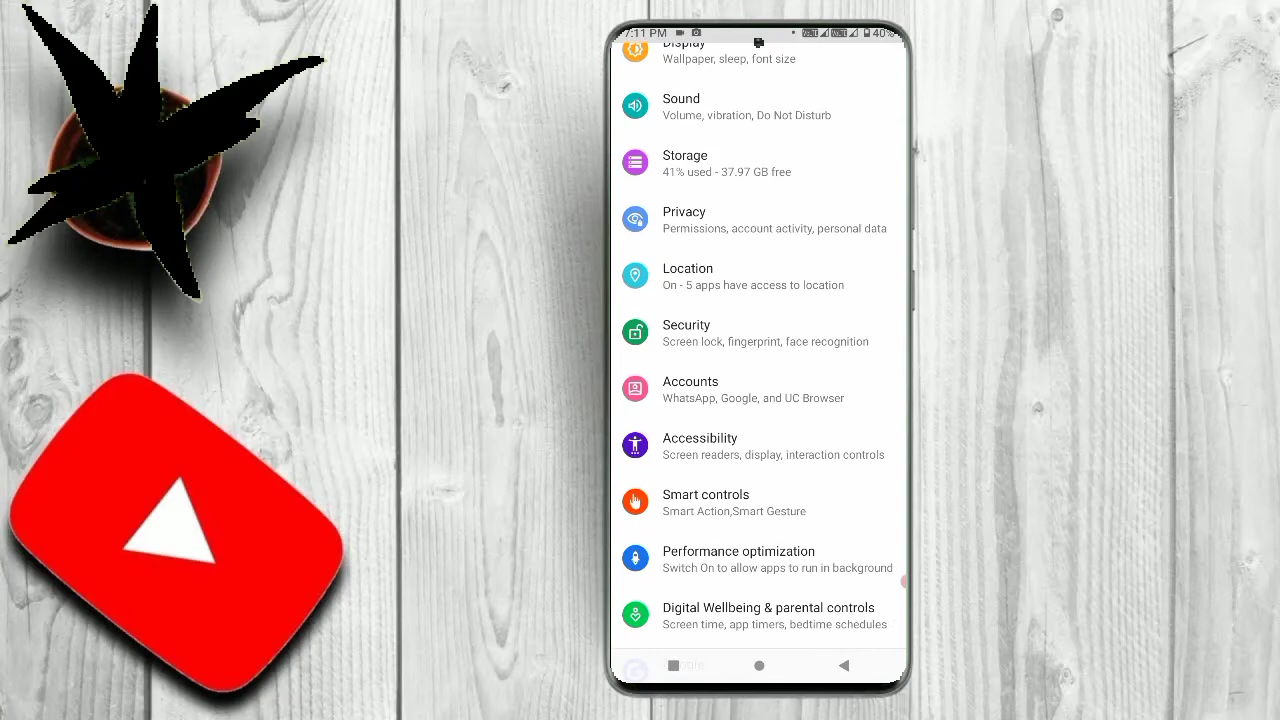 7:11 PM 40%
Display
Wallpaper, sleep, font size
Sound
Volume, vibration, Do Not Disturb
Storage
41% used - 37.97 GB free
Privacy
Permissions, account activity, personal data
Location
On - 5 apps have access to location
Security
Screen lock, fingerprint, face recognition
Accounts
WhatsApp, Google, and UC Browser
Accessibility
Screen readers, display, interaction controls
Smart controls
Smart Action,Smart Gesture
Performance optimization
Switch On to allow apps to run in background
Digital Wellbeing & parental controls
Screen time, app timers, bedtime schedules
Google